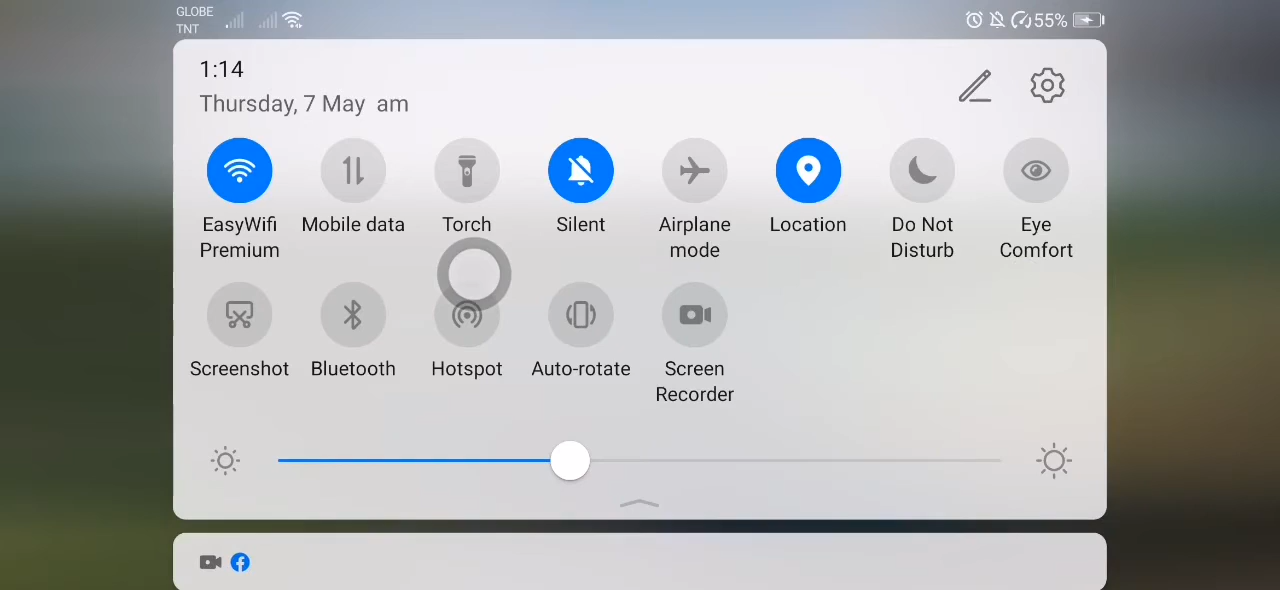 GLOBE
TNT
55%
1:14
Thursday, 7 May am
EasyWifi Premium
Mobile data
Torch
Silent
Airplane mode
Location
Do Not Disturb
Eye Comfort
Screenshot
Bluetooth
Hotspot
Auto-rotate
Screen Recorder